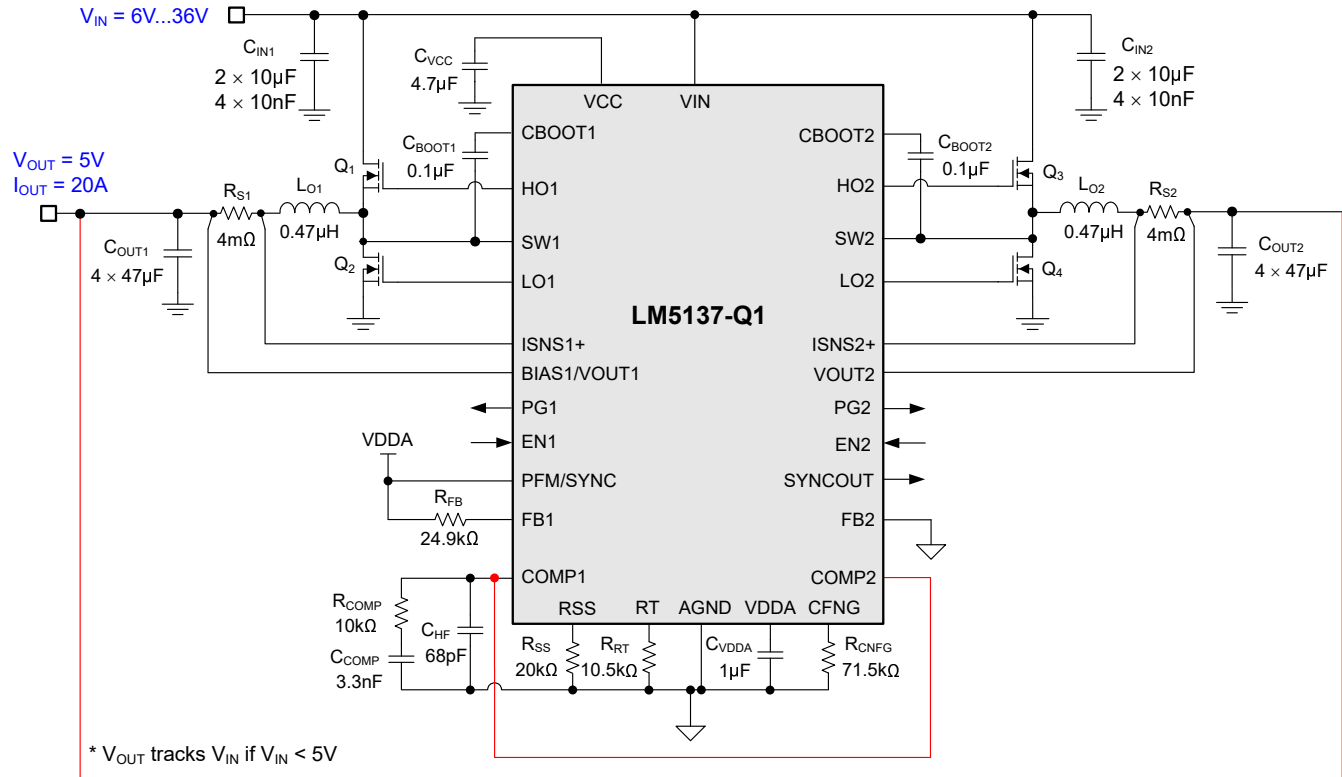 V_IN = 6V...36V
C_IN1
2 × 10µF
4 × 10nF
C_VCC
4.7µF
C_IN2
2 × 10µF
4 × 10nF
VCC
VIN
CBOOT1
CBOOT2
C_BOOT1
0.1µF
C_BOOT2
0.1µF
V_OUT = 5V
I_OUT = 20A
Q1
Q3
HO1
HO2
R_S1
4mΩ
L_O1
0.47µH
L_O2
0.47µH
R_S2
4mΩ
SW1
SW2
C_OUT1
4 × 47µF
C_OUT2
4 × 47µF
Q2
Q4
LO1
LO2
LM5137-Q1
ISNS1+
ISNS2+
BIAS1/VOUT1
VOUT2
PG1
PG2
VDDA
EN1
EN2
PFM/SYNC
SYNCOUT
R_FB
24.9kΩ
FB1
FB2
COMP1
COMP2
RSS
RT
AGND
VDDA
CFNG
R_COMP
10kΩ
C_HF
68pF
C_COMP
3.3nF
R_SS
20kΩ
R_RT
10.5kΩ
C_VDDA
1µF
R_CNFG
71.5kΩ
* V_OUT tracks V_IN if V_IN < 5V